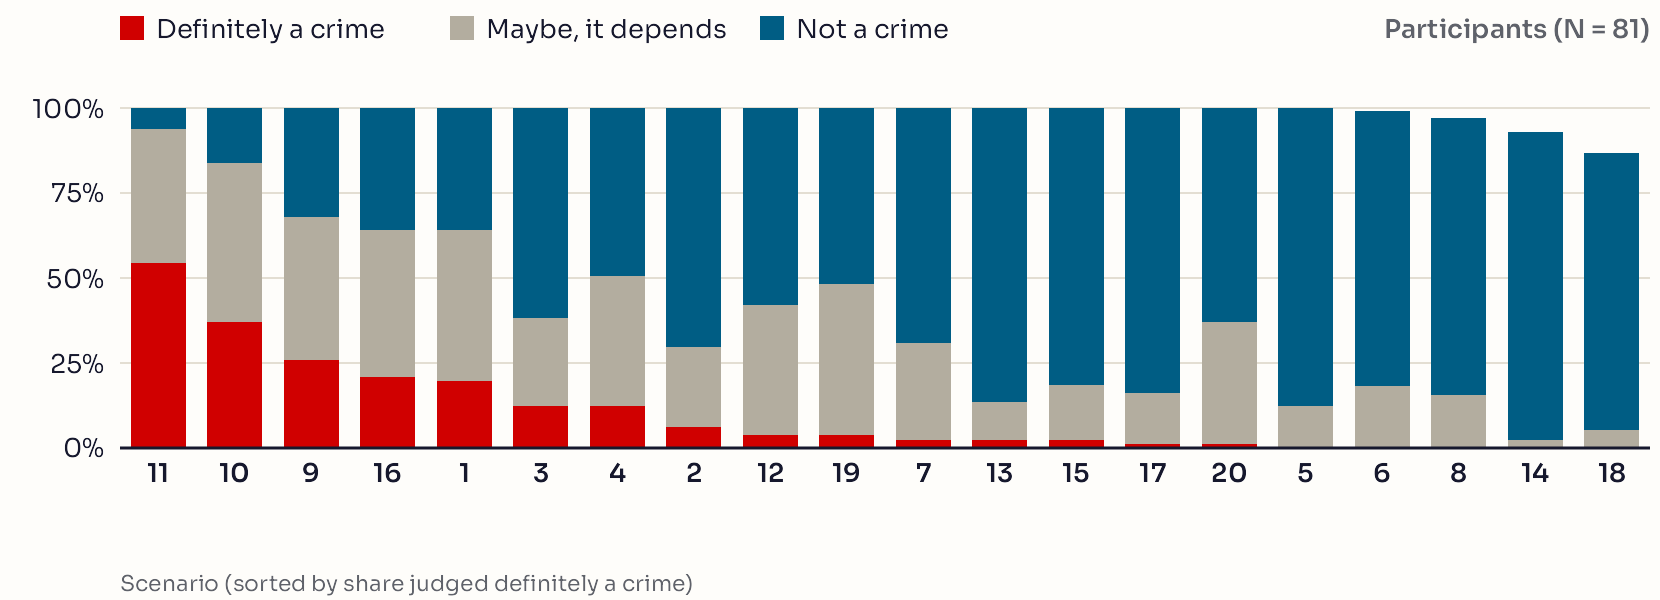 Definitely a crime Maybe, it depends Not a crime Participants (N = 81)
100%
75%
50%
25%
0%
11 10 9 16 1 3 4 2 12 19 7 13 15 17 20 5 6 8 14 18
Scenario (sorted by share judged definitely a crime)